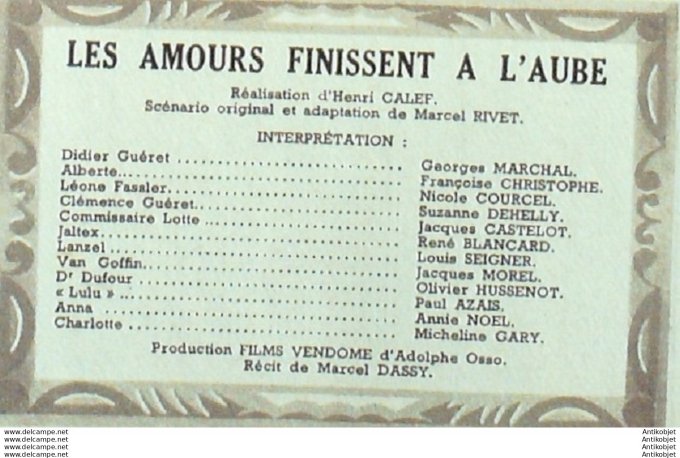 LES AMOURS FINISSENT A L'AUBE
Réalisation d'Henri CALEF.
Scénario original et adaptation de Marcel RIVET.
INTERPRÉTATION :
Didier Guéret ........................ Georges MARCHAL.
Alberte........................ Françoise CHRISTOPHE.
Léone Fassler........................ Nicole COURCEL.
Clémence Guéret........................ Suzanne DEHELLY.
Commissaire Lotte ........................ Jacques CASTELOT.
Jaltex........................ René BLANCARD.
Lanzel ........................ Louis SEIGNER.
Van Goffin........................ Jacques MOREL.
Dr Dufour ........................ Olivier HUSSENOT.
« Lulu » ........................ Paul AZAIS.
Anna ........................ Annie NOEL.
Charlotte ........................ Micheline GARY.
Production FILMS VENDOME d'Adolphe Osso.
Récit de Marcel DASSY.
www.delcampe.net Antikobjet
www.delcampe.net Antikobjet
www.delcampe.net Antikobjet
www.delcampe.net Antikobjet